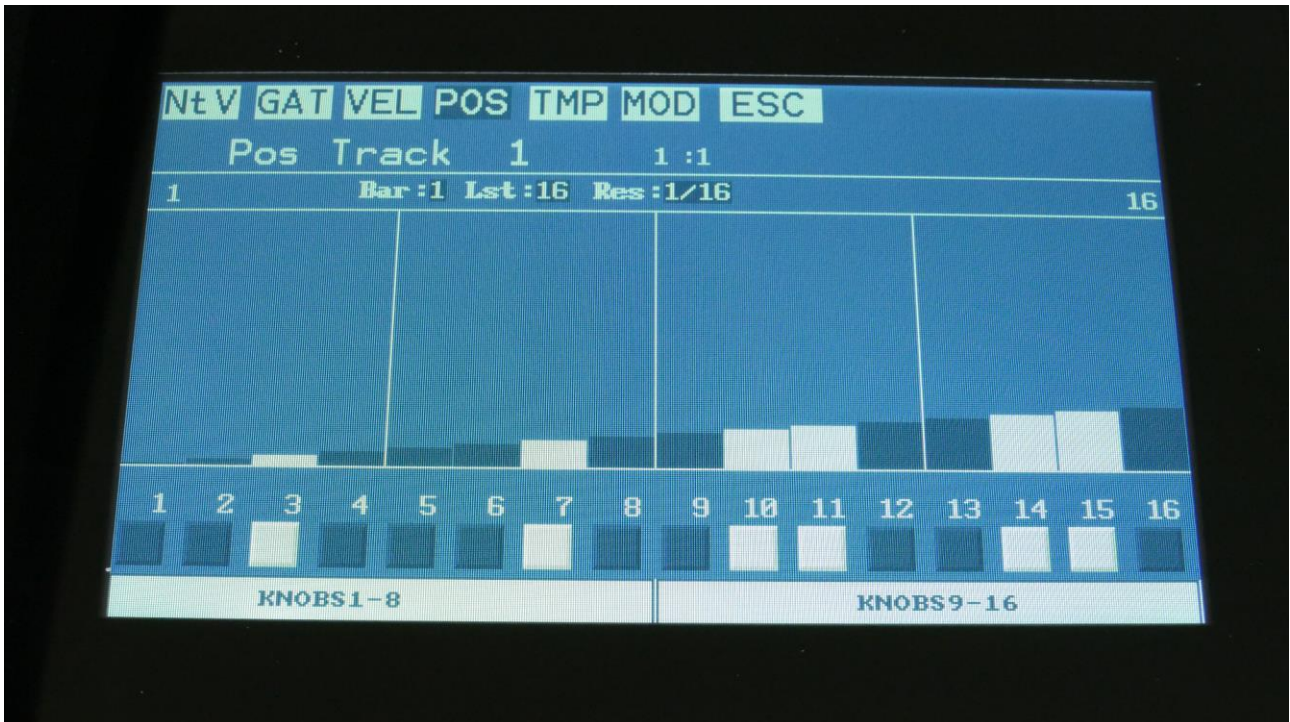 NtV GAT VEL POS TMP MOD ESC
Pos Track 1 1 :1
1 Bar:1 Lst:16 Res:1/16 16
1 2 3 4 5 6 7 8 9 10 11 12 13 14 15 16
KNOBS1-8 KNOBS9-16